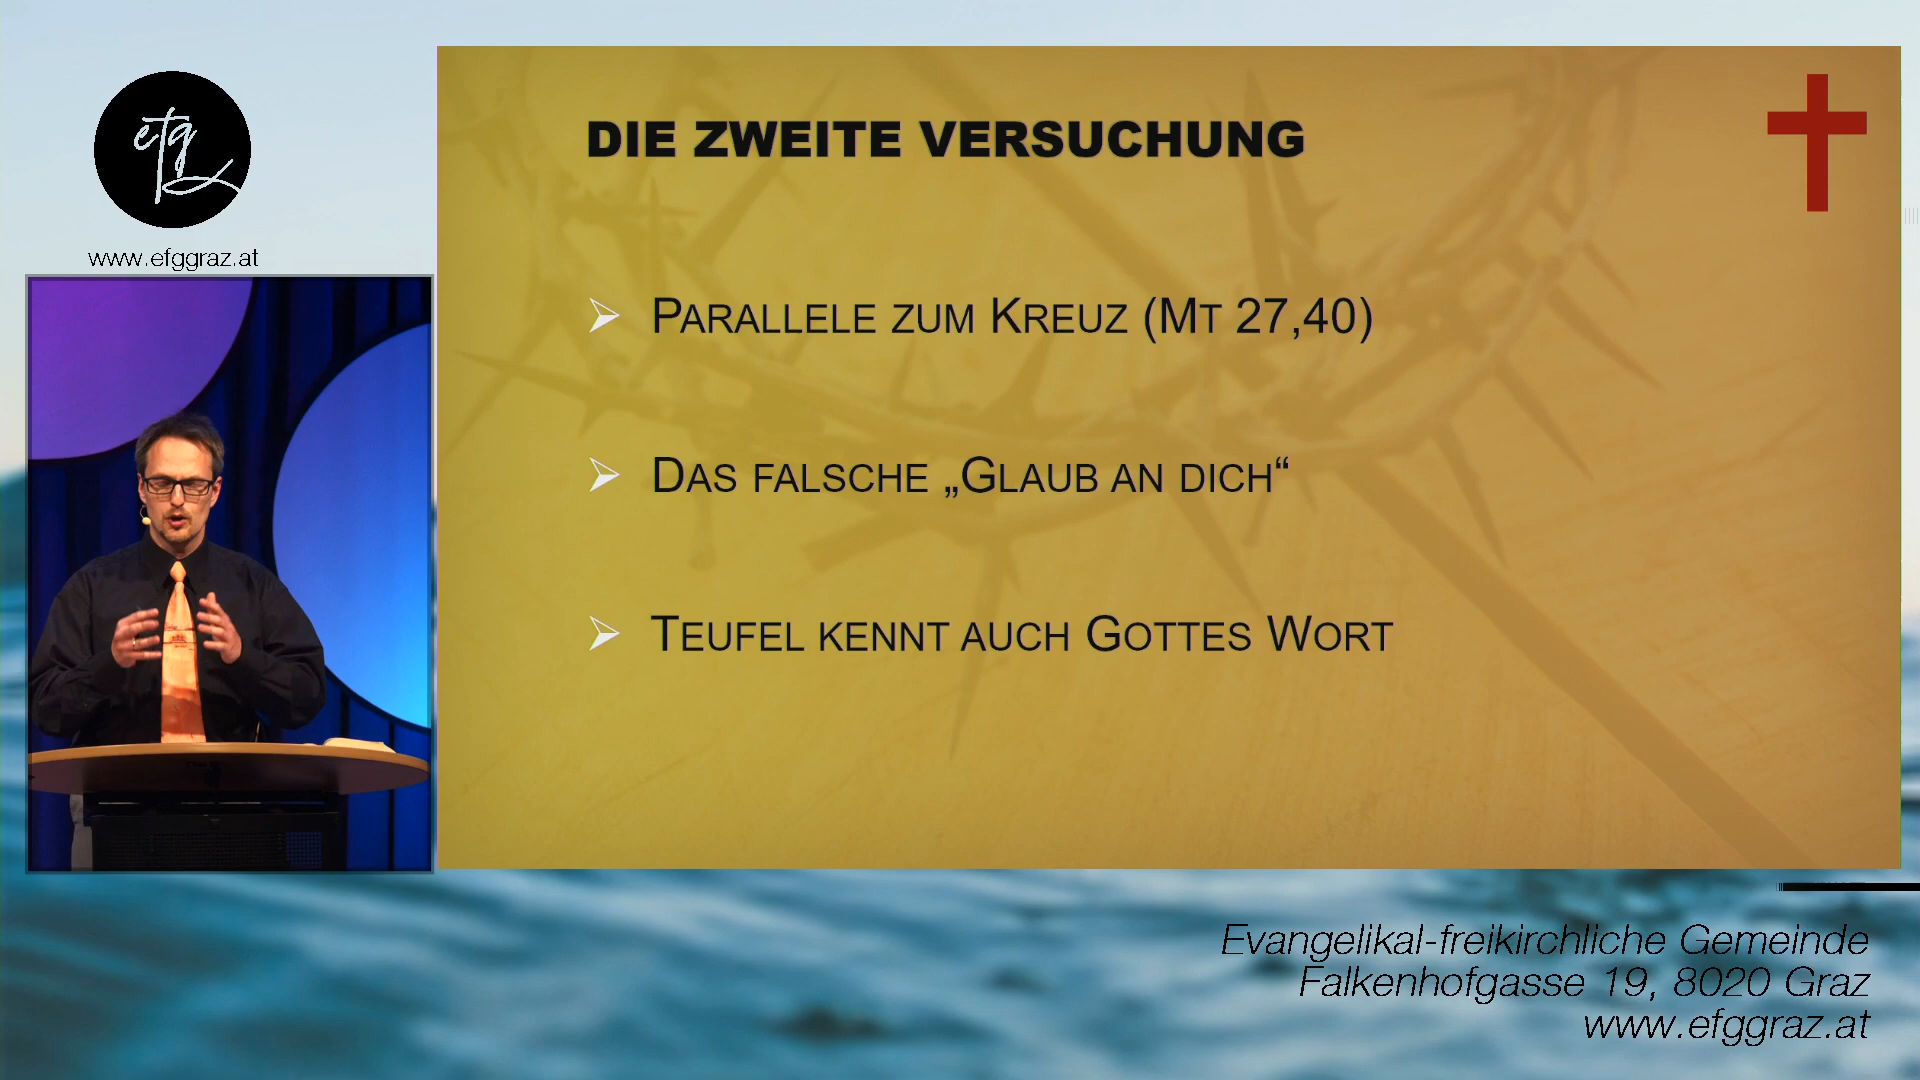 efg
www.efggraz.at
DIE ZWEITE VERSUCHUNG
PARALLELE ZUM KREUZ (MT 27,40)
DAS FALSCHE „GLAUB AN DICH“
TEUFEL KENNT AUCH GOTTES WORT
Evangelikal-freikirchliche Gemeinde
Falkenhofgasse 19, 8020 Graz
www.efggraz.at